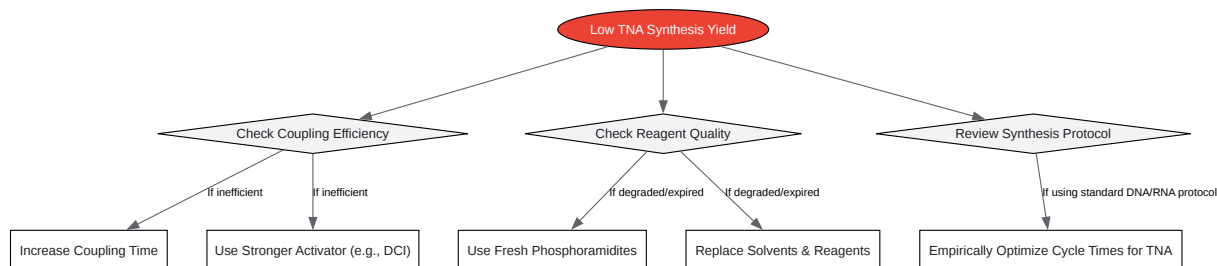 Low TNA Synthesis Yield
Check Coupling Efficiency
Check Reagent Quality
Review Synthesis Protocol
If inefficient
If inefficient
If degraded/expired
If degraded/expired
If using standard DNA/RNA protocol
Increase Coupling Time
Use Stronger Activator (e.g., DCI)
Use Fresh Phosphoramidites
Replace Solvents & Reagents
Empirically Optimize Cycle Times for TNA